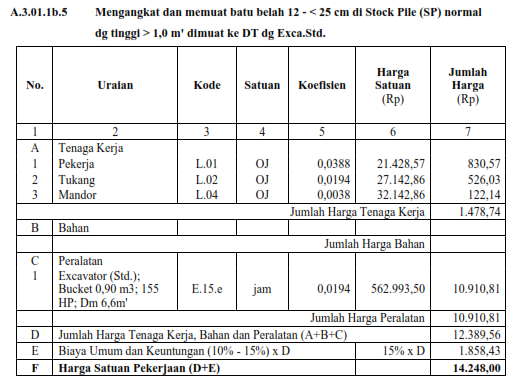 A.3.01.1b.5 Mengangkat dan memuat batu belah 12 - < 25 cm di Stock Pile (SP) normal
dg tinggi > 1,0 m' dimuat ke DT dg Exca.Std.
No. Uraian Kode Satuan Koefisien Harga Satuan (Rp) Jumlah Harga (Rp)
1 2 3 4 5 6 7
A Tenaga Kerja
1 Pekerja L.01 OJ 0,0388 21.428,57 830,57
2 Tukang L.02 OJ 0,0194 27.142,86 526,03
3 Mandor L.04 OJ 0,0038 32.142,86 122,14
Jumlah Harga Tenaga Kerja 1.478,74
B Bahan
Jumlah Harga Bahan
C Peralatan
1 Excavator (Std.);
Bucket 0,90 m3; 155 E.15.e jam 0,0194 562.993,50 10.910,81
HP; Dm 6,6m'
Jumlah Harga Peralatan 10.910,81
D Jumlah Harga Tenaga Kerja, Bahan dan Peralatan (A+B+C) 12.389,56
E Biaya Umum dan Keuntungan (10% - 15%) x D 15% x D 1.858,43
F Harga Satuan Pekerjaan (D+E) 14.248,00